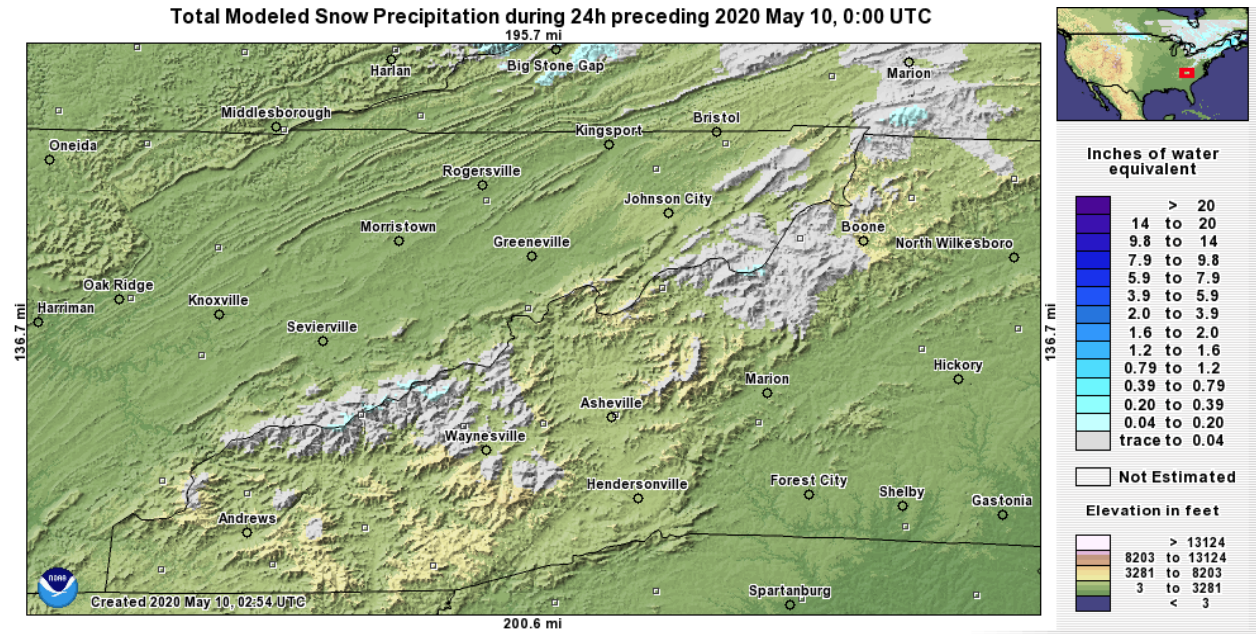 Total Modeled Snow Precipitation during 24h preceding 2020 May 10, 0:00 UTC
195.7 mi
Harlan
Big Stone Gap
Marion
Middlesborough
Bristol
Kingsport
Oneida
Rogersville
Johnson City
Morristown
Greeneville
Boone
North Wilkesboro
Oak Ridge
Harriman
Knoxville
Sevierville
136.7 mi
136.7 mi
Hickory
Marion
Asheville
Waynesville
Hendersonville
Forest City
Shelby
Gastonia
Andrews
NOAA
Created 2020 May 10, 02:54 UTC
Spartanburg
200.6 mi
Inches of water
equivalent
> 20
14 to 20
9.8 to 14
7.9 to 9.8
5.9 to 7.9
3.9 to 5.9
2.0 to 3.9
1.6 to 2.0
1.2 to 1.6
0.79 to 1.2
0.39 to 0.79
0.20 to 0.39
0.04 to 0.20
trace to 0.04
Not Estimated
Elevation in feet
> 13124
8203 to 13124
3281 to 8203
3 to 3281
< 3